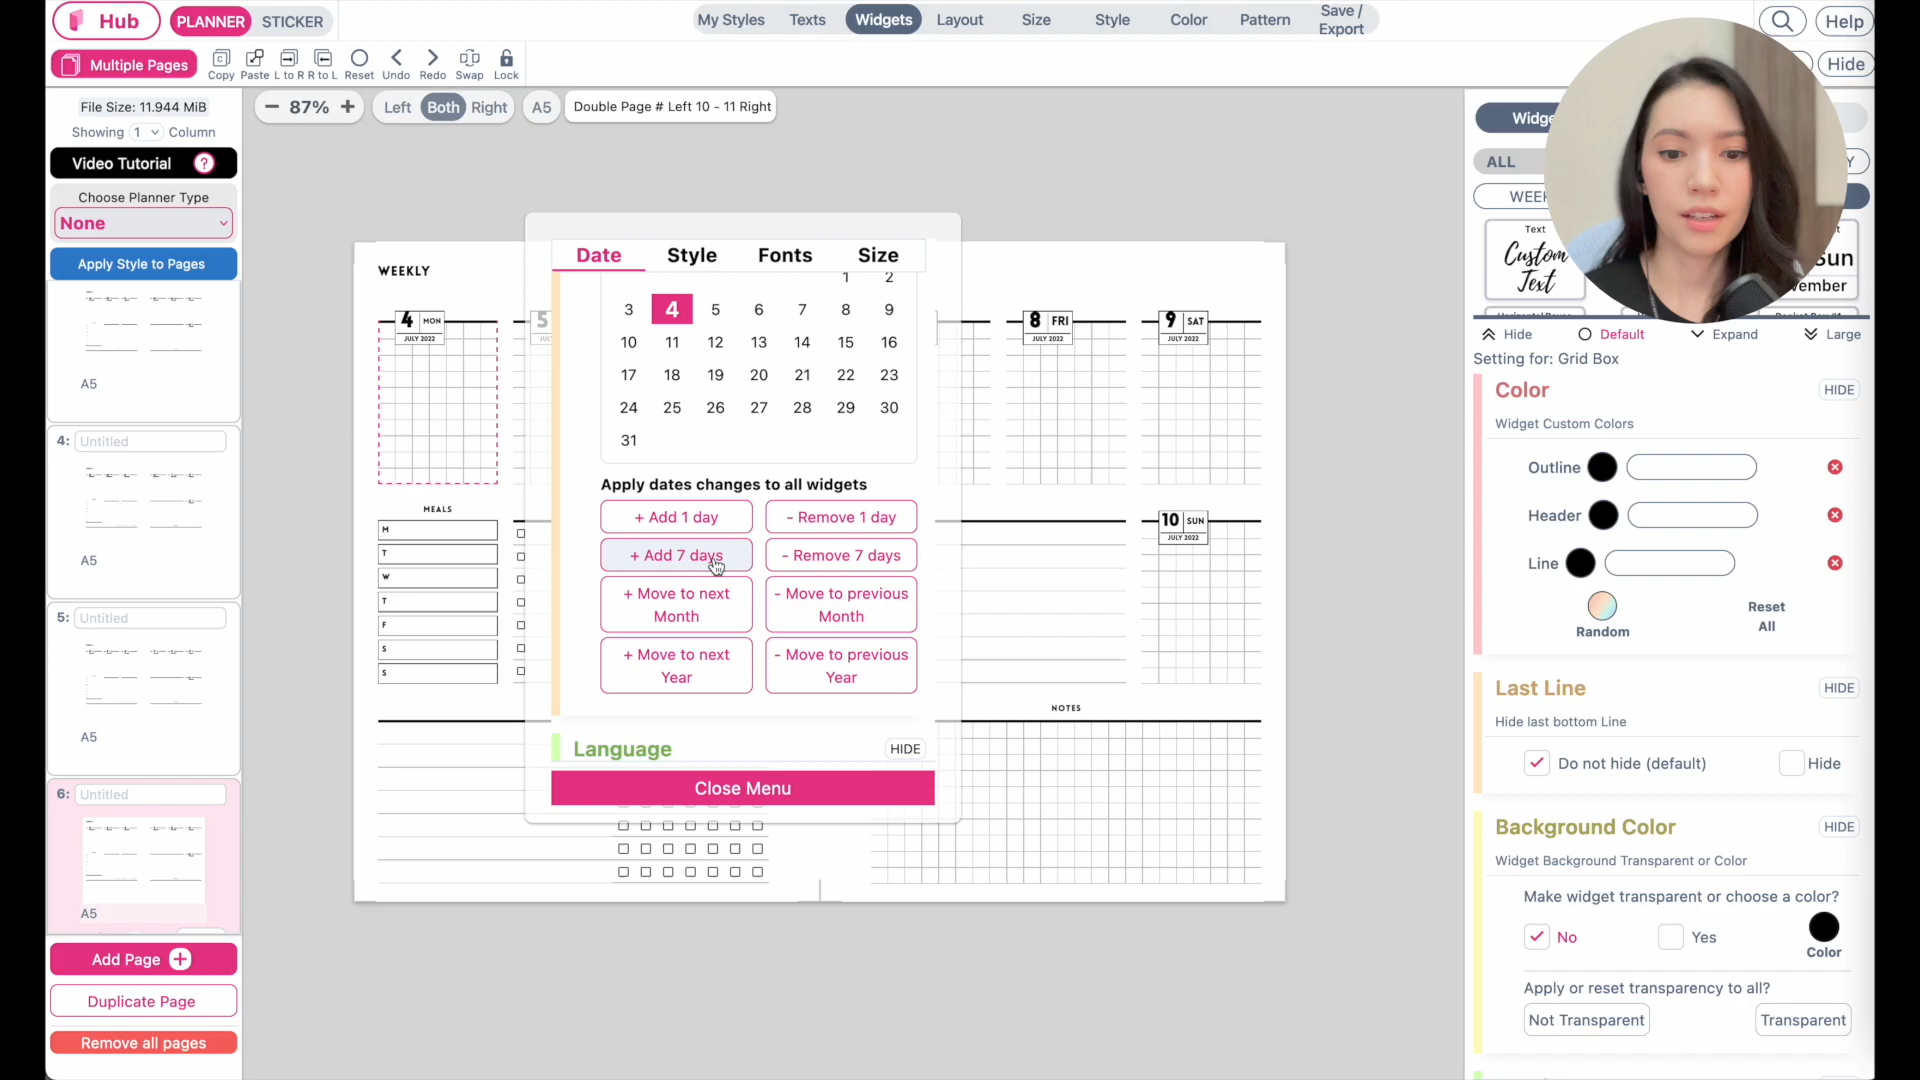 Hub PLANNER STICKER
My Styles Texts Widgets Layout Size Style Color Pattern Save / Export
Help
Multiple Pages
Copy Paste L to R R to L Reset Undo Redo Swap Lock
Hide
File Size: 11.944 MiB
Showing 1 Column
Video Tutorial ?
Choose Planner Type
None
Apply Style to Pages
A5
4: Untitled
A5
5: Untitled
A5
6: Untitled
A5
Add Page +
Duplicate Page
Remove all pages
87%
Left Both Right
A5
Double Page # Left 10 - 11 Right
WEEKLY
4 MON
JULY 2022
5
8 FRI
JULY 2022
9 SAT
JULY 2022
10 SUN
JULY 2022
MEALS
M
T
W
T
F
S
S
NOTES
Date Style Fonts Size
1 2
3 4 5 6 7 8 9
10 11 12 13 14 15 16
17 18 19 20 21 22 23
24 25 26 27 28 29 30
31
Apply dates changes to all widgets
+ Add 1 day
- Remove 1 day
+ Add 7 days
- Remove 7 days
+ Move to next Month
- Move to previous Month
+ Move to next Year
- Move to previous Year
Language
HIDE
Close Menu
ALL
Text
Custom
Text
Hide Default Expand Large
Setting for: Grid Box
Color HIDE
Widget Custom Colors
Outline
Header
Line
Random
Reset All
Last Line HIDE
Hide last bottom Line
Do not hide (default)
Hide
Background Color HIDE
Widget Background Transparent or Color
Make widget transparent or choose a color?
No Yes
Color
Apply or reset transparency to all?
Not Transparent
Transparent